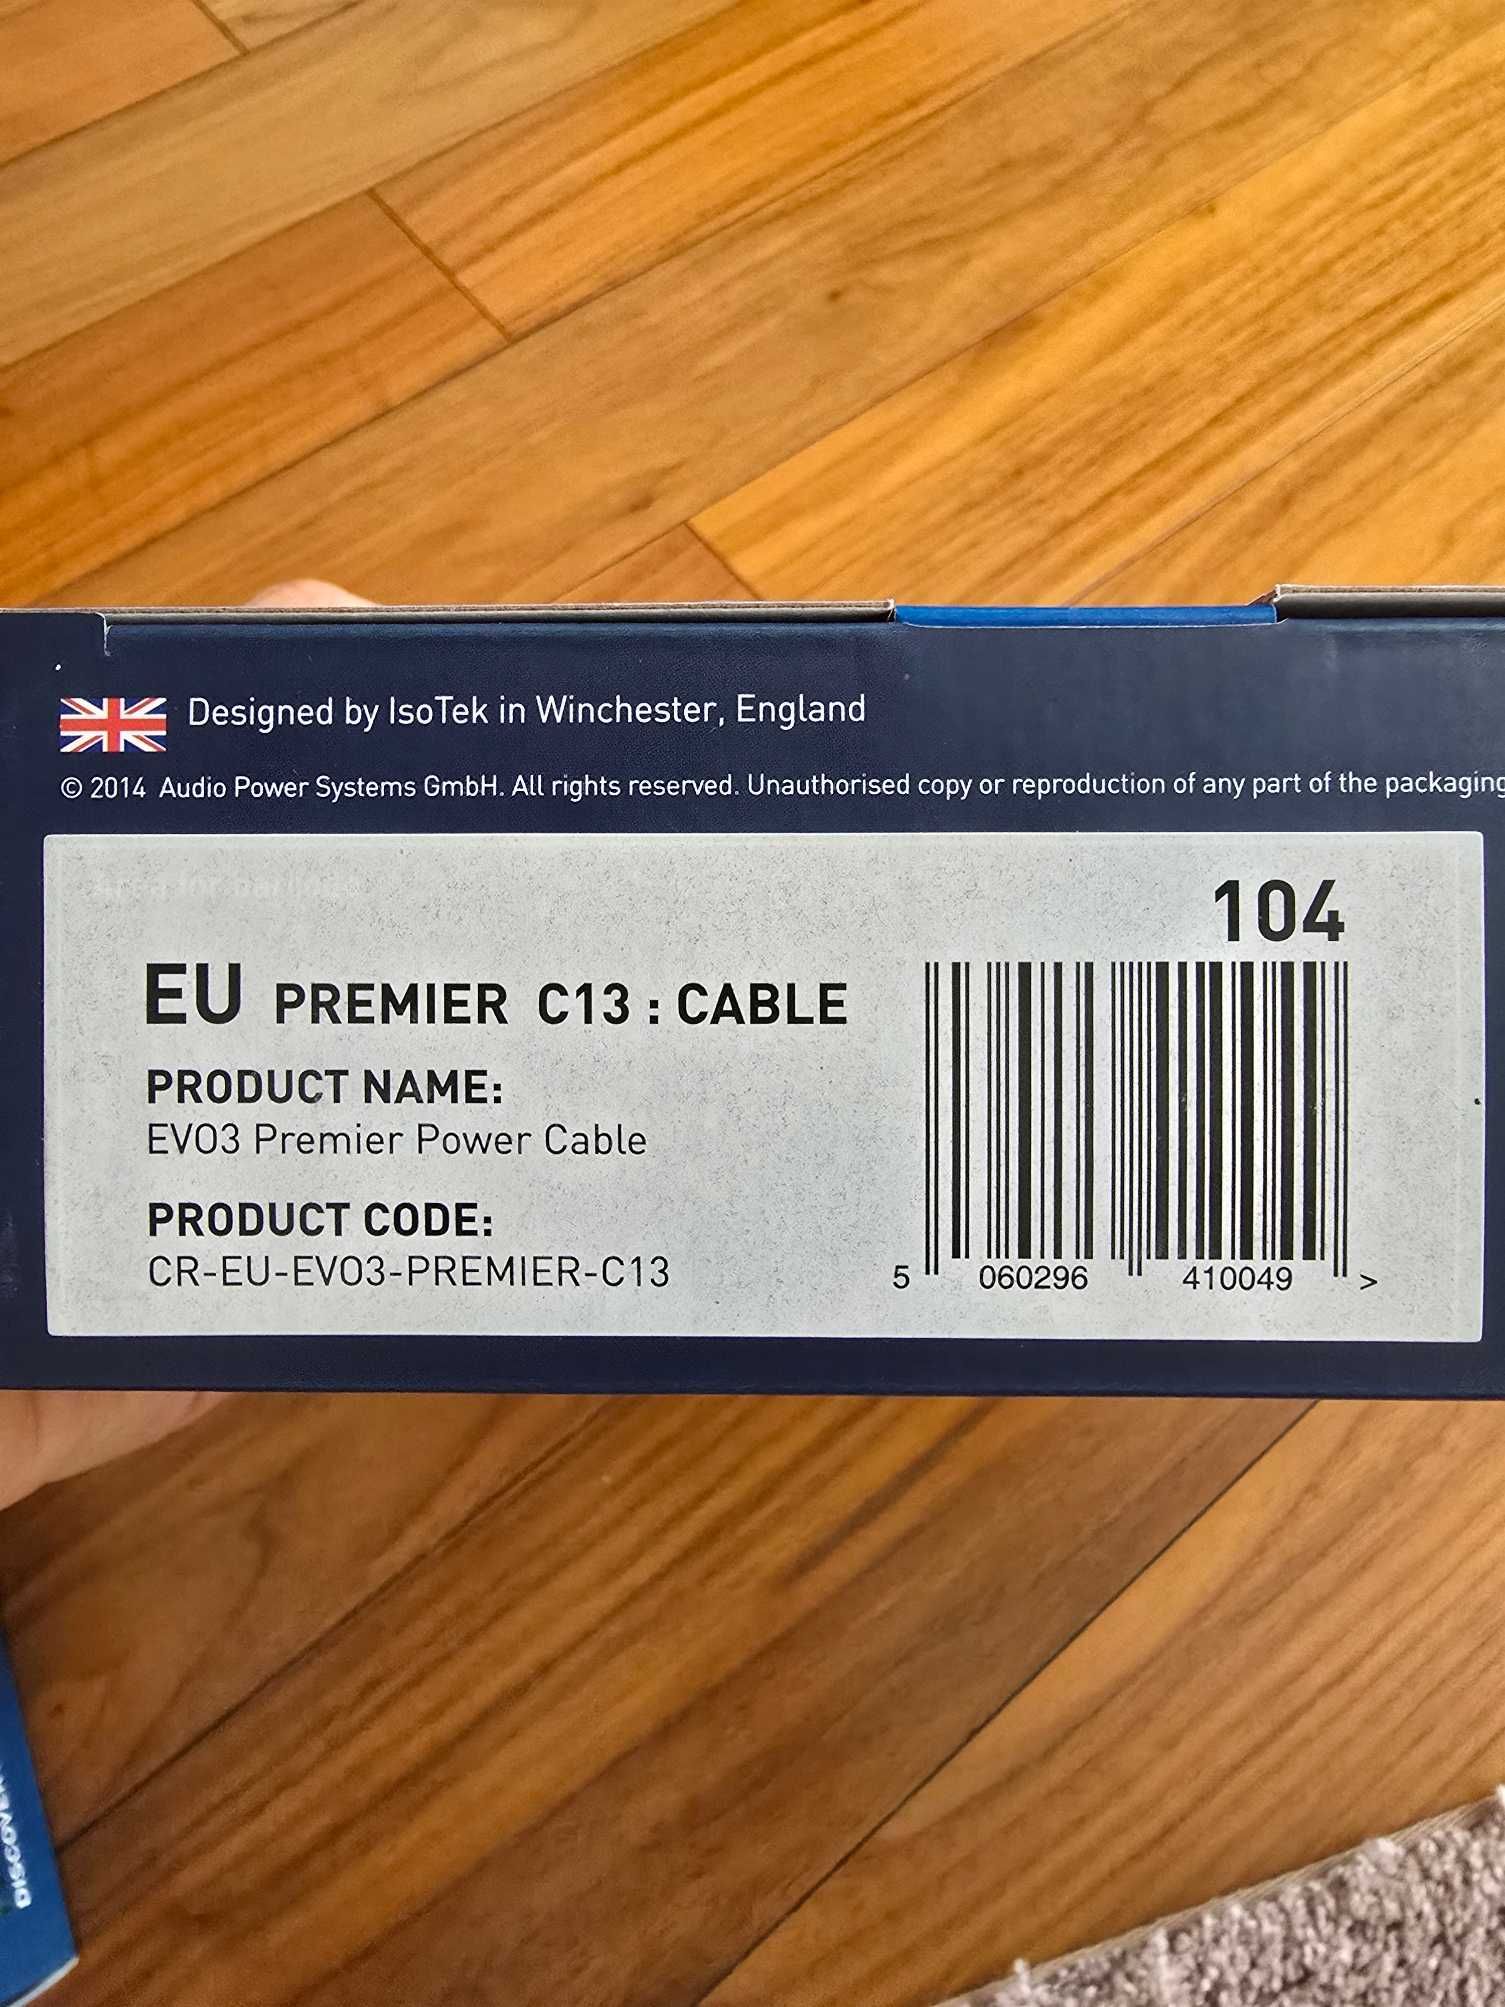 Designed by IsoTek in Winchester, England
© 2014 Audio Power Systems GmbH. All rights reserved. Unauthorised copy or reproduction of any part of the packaging
104
EU PREMIER C13 : CABLE
PRODUCT NAME:
EVO3 Premier Power Cable
PRODUCT CODE:
CR-EU-EVO3-PREMIER-C13
5 060296 410049 >